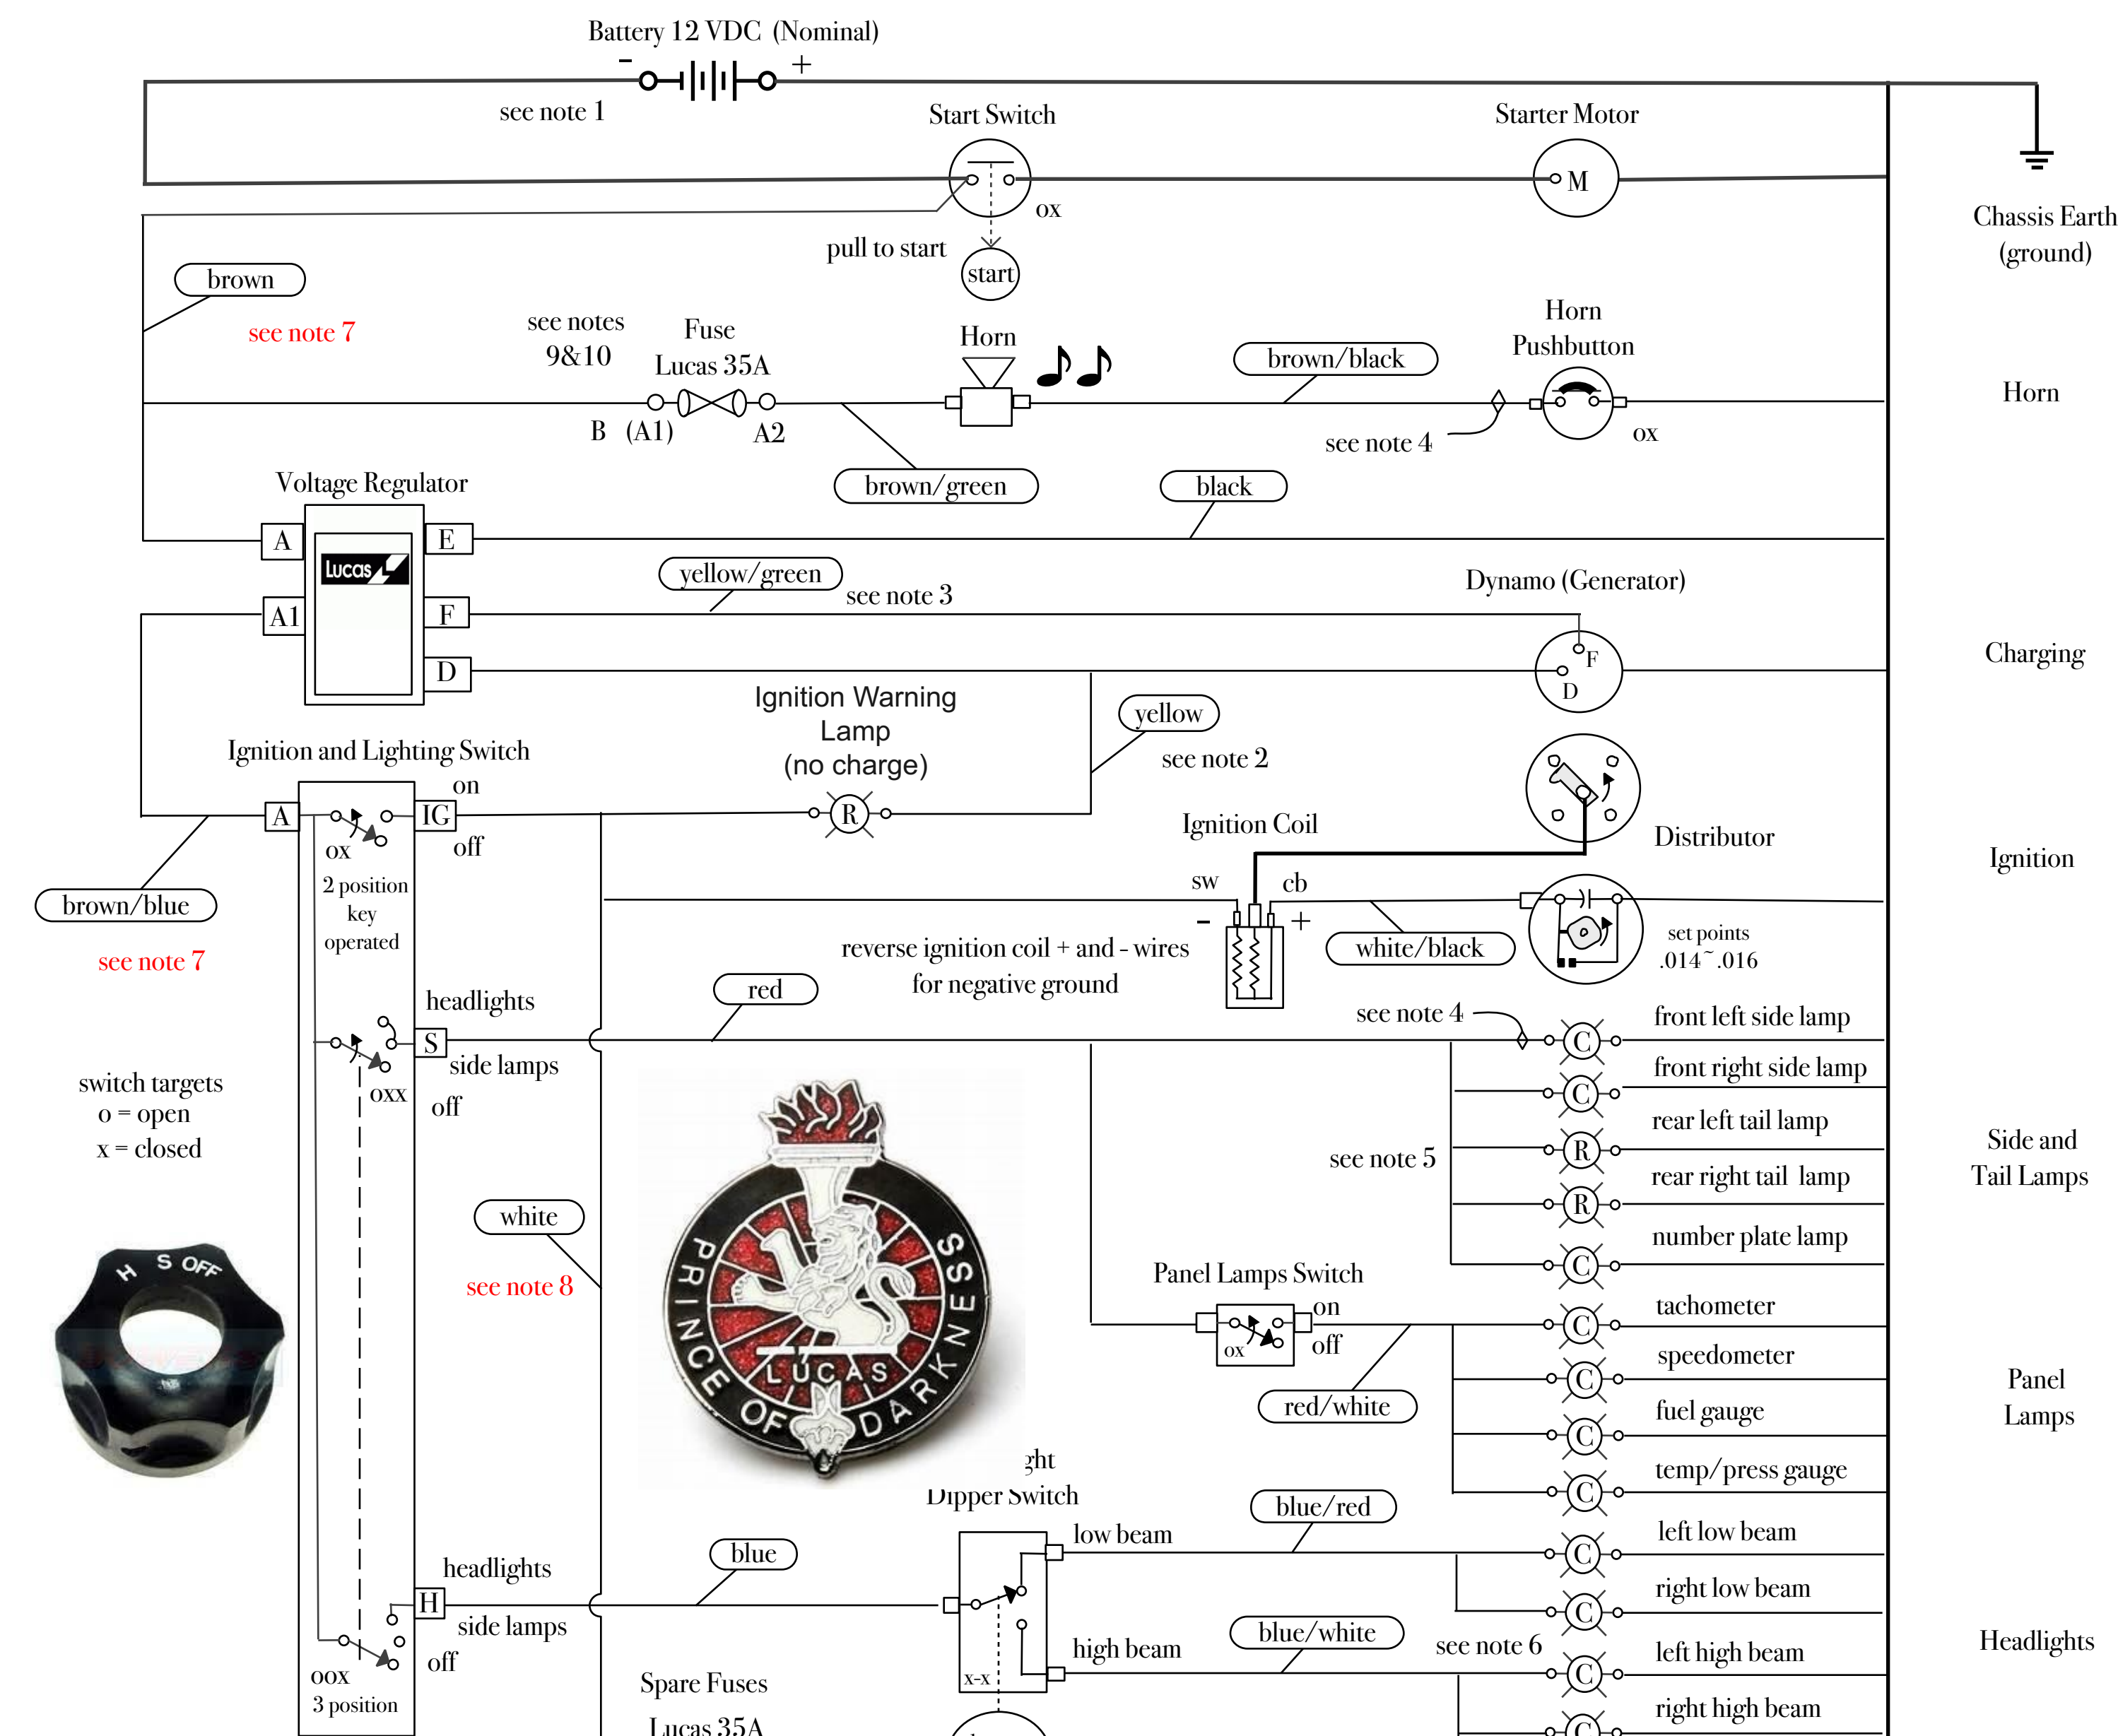 Battery 12 VDC (Nominal)
- +
see note 1
Start Switch
Starter Motor
M
ox
pull to start
start
Chassis Earth
(ground)
brown
see note 7
see notes
9&10
Fuse
Lucas 35A
Horn
brown/black
Horn
Pushbutton
Horn
B (A1)
A2
see note 4
ox
brown/green
black
Voltage Regulator
A
E
LUCAS
yellow/green
see note 3
Dynamo (Generator)
A1
F
F
D
D
Charging
Ignition Warning
Lamp
(no charge)
yellow
see note 2
Ignition and Lighting Switch
on
A
IG
R
ox
off
Ignition Coil
Distributor
Ignition
2 position
key
operated
sw
cb
- +
brown/blue
see note 7
reverse ignition coil + and - wires
for negative ground
white/black
set points
.014~.016
red
headlights
S
side lamps
oxx
off
see note 4
C
front left side lamp
C
front right side lamp
switch targets
o = open
x = closed
see note 5
R
rear left tail lamp
R
rear right tail lamp
C
number plate lamp
Side and
Tail Lamps
white
see note 8
H S OFF
PRINCE OF DARKNESS
LUCAS
Panel Lamps Switch
on
off
ox
red/white
C
tachometer
C
speedometer
C
fuel gauge
C
temp/press gauge
Panel
Lamps
ght
Dipper Switch
low beam
blue/red
C
left low beam
C
right low beam
blue
headlights
H
side lamps
off
oox
3 position
high beam
x-x
blue/white
see note 6
C
left high beam
C
right high beam
Headlights
Spare Fuses
Lucas 35A